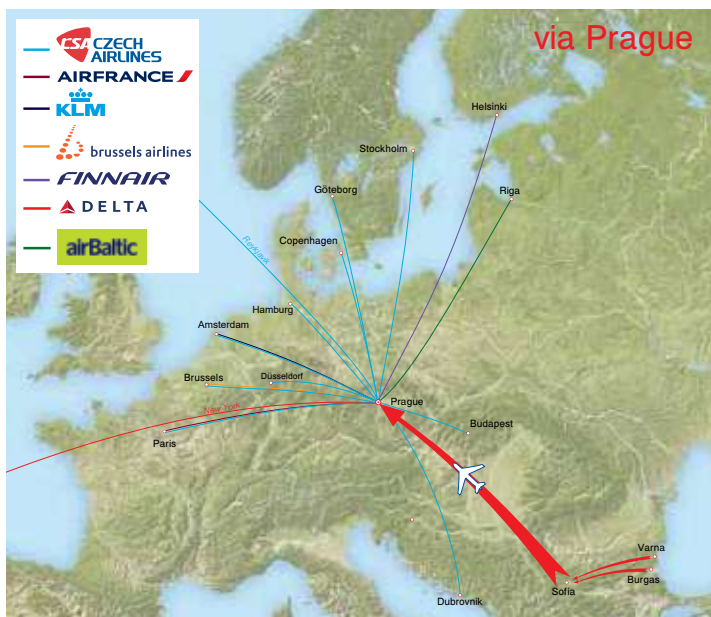 via Prague
CSA CZECH
AIRLINES
AIRFRANCE
KLM
brussels airlines
FINNAIR
DELTA
airBaltic
Helsinki
Stockholm
Göteborg
Riga
Reykjavik
Copenhagen
Hamburg
Amsterdam
Brussels
Düsseldorf
New York
Prague
Paris
Budapest
Varna
Burgas
Sofia
Dubrovnik